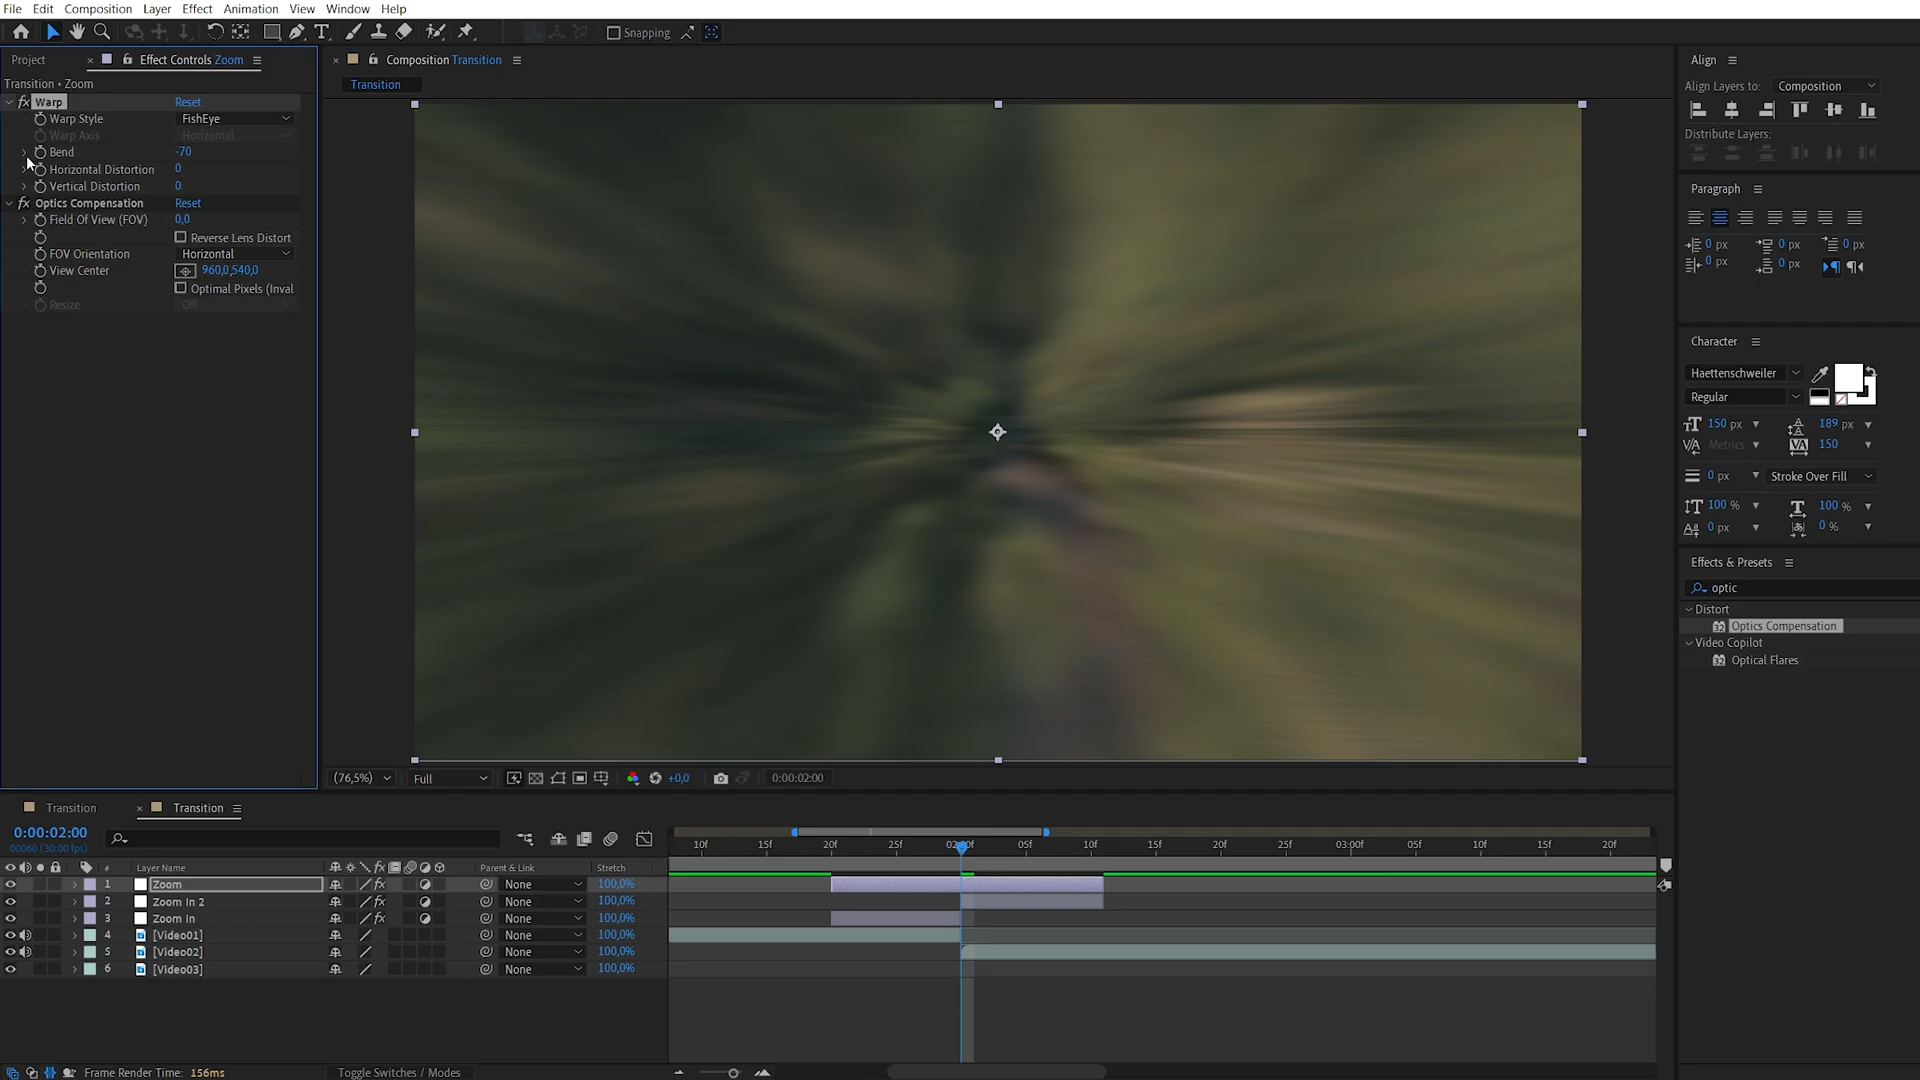 File Edit Composition Layer Effect Animation View Window Help
Snapping
Project Effect Controls Zoom
Transition • Zoom
fx Warp Reset
Warp Style FishEye
Warp Axis Horizontal
Bend -70
Horizontal Distortion 0
Vertical Distortion 0
fx Optics Compensation Reset
Field Of View (FOV) 0,0
Reverse Lens Distort
FOV Orientation Horizontal
View Center 960,0,540,0
Optimal Pixels (Inval
Resize Off
Composition Transition
Transition
(76,5%) Full +0,0 0:00:02:00
Align
Align Layers to: Composition
Distribute Layers:
Paragraph
0 px 0 px 0 px
0 px 0 px
Character
Haettenschweiler
Regular
150 px 189 px
Metrics 150
0 px Stroke Over Fill
100 % 100 %
0 px 0 %
Effects & Presets
optic
Distort
32 Optics Compensation
Video Copilot
32 Optical Flares
Transition Transition
0:00:02:00
00060 (30.00 fps)
10f 15f 20f 25f 05f 10f 15f 20f 25f 03:00f 05f 10f 15f 20f
# Layer Name fx Parent & Link Stretch
1 Zoom fx None 100,0%
2 Zoom In 2 fx None 100,0%
3 Zoom In fx None 100,0%
4 [Video01] None 100,0%
5 [Video02] None 100,0%
6 [Video03] None 100,0%
Frame Render Time: 156ms Toggle Switches / Modes